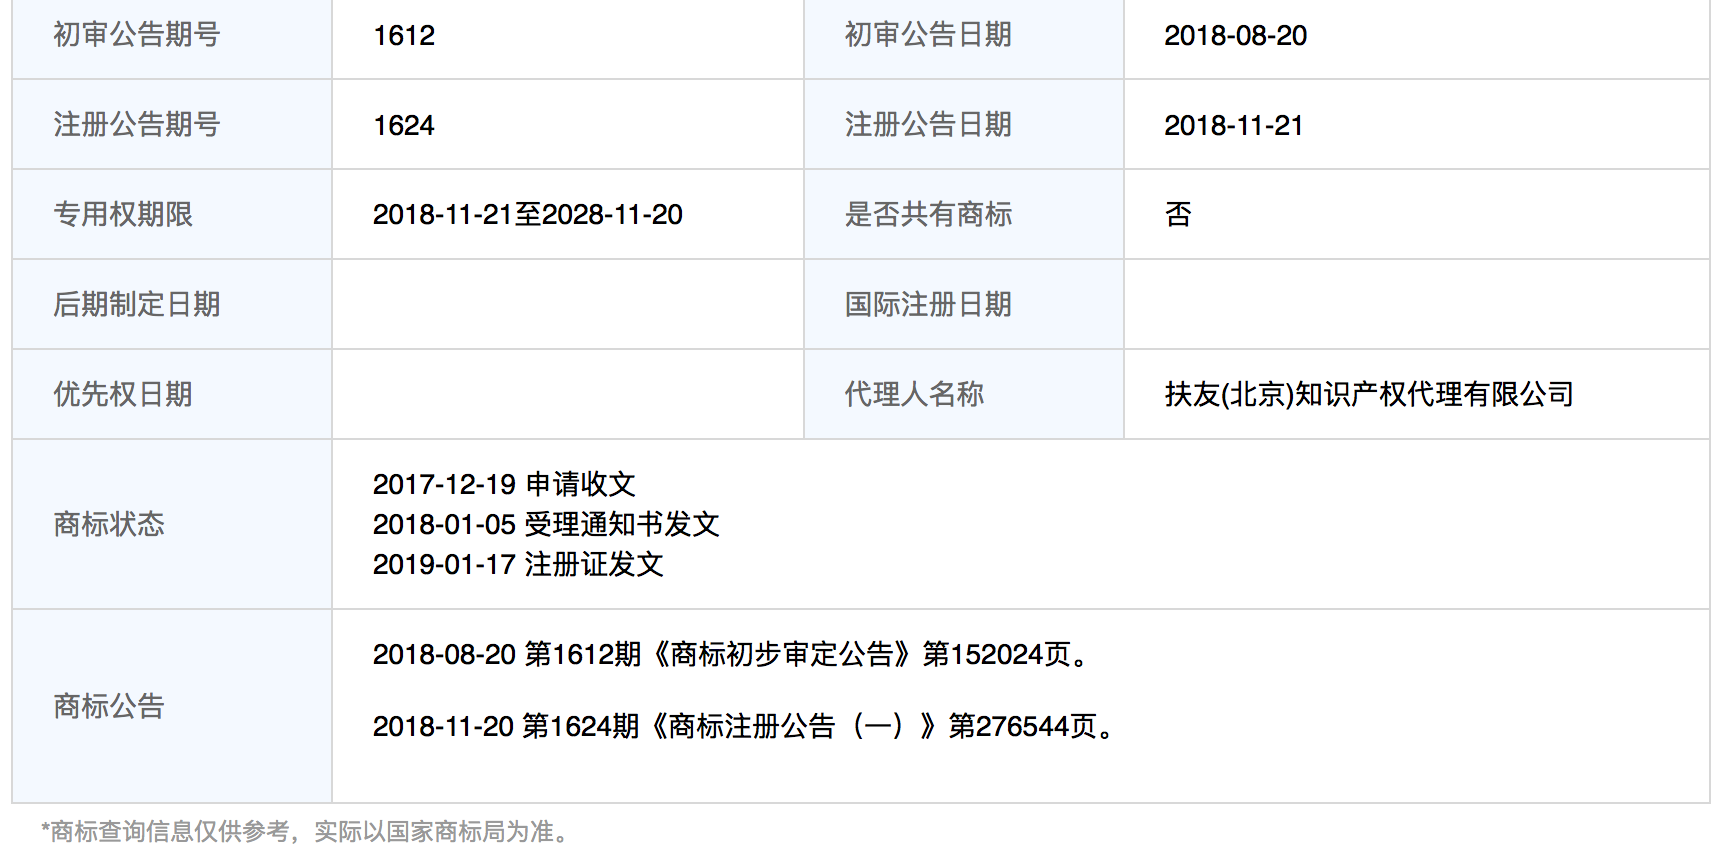 初审公告期号 1612 初审公告日期 2018-08-20
注册公告期号 1624 注册公告日期 2018-11-21
专用权期限 2018-11-21至2028-11-20 是否共有商标 否
后期制定日期 国际注册日期
优先权日期 代理人名称 扶友(北京)知识产权代理有限公司
商标状态
2017-12-19 申请收文
2018-01-05 受理通知书发文
2019-01-17 注册证发文
商标公告
2018-08-20 第1612期《商标初步审定公告》第152024页。
2018-11-20 第1624期《商标注册公告（一）》第276544页。
*商标查询信息仅供参考，实际以国家商标局为准。